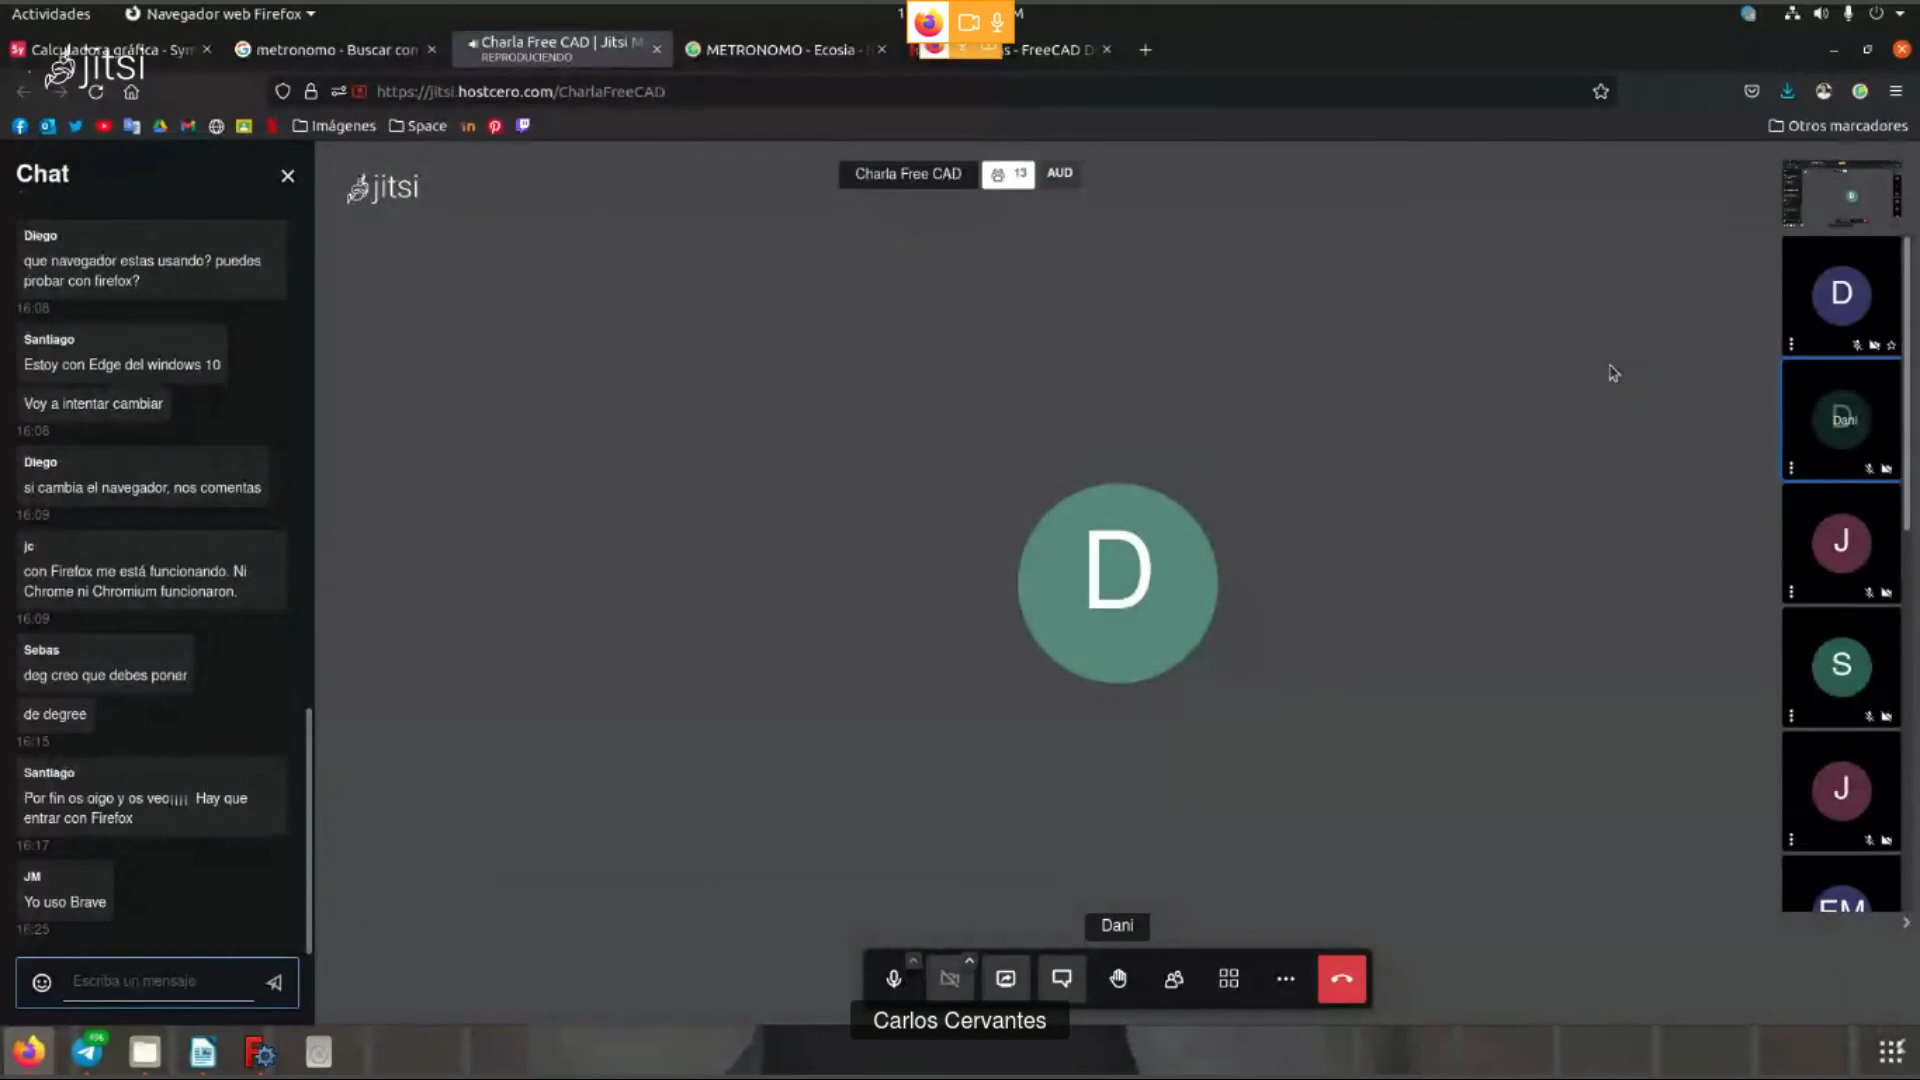 Actividades
Navegador web Firefox
Calculadora gráfica - Sym
metronomo - Buscar con
Charla Free CAD | Jitsi M
REPRODUCIENDO
METRONOMO - Ecosia -
s - FreeCAD D
jitsi
https://jitsi.hostcero.com/CharlaFreeCAD
Imágenes
Space
Otros marcadores
Chat
jitsi
Charla Free CAD
13
AUD
Diego
que navegador estas usando? puedes
probar con firefox?
16:08
Santiago
Estoy con Edge del windows 10
Voy a intentar cambiar
16:08
Diego
si cambia el navegador, nos comentas
16:09
jc
con Firefox me está funcionando. Ni
Chrome ni Chromium funcionaron.
16:09
Sebas
deg creo que debes poner
de degree
16:15
Santiago
Por fin os oigo y os veo¡¡¡¡ Hay que
entrar con Firefox
16:17
JM
Yo uso Brave
16:25
Escriba un mensaje
D
Dani
D
D
Dani
J
S
J
EM
Carlos Cervantes
496